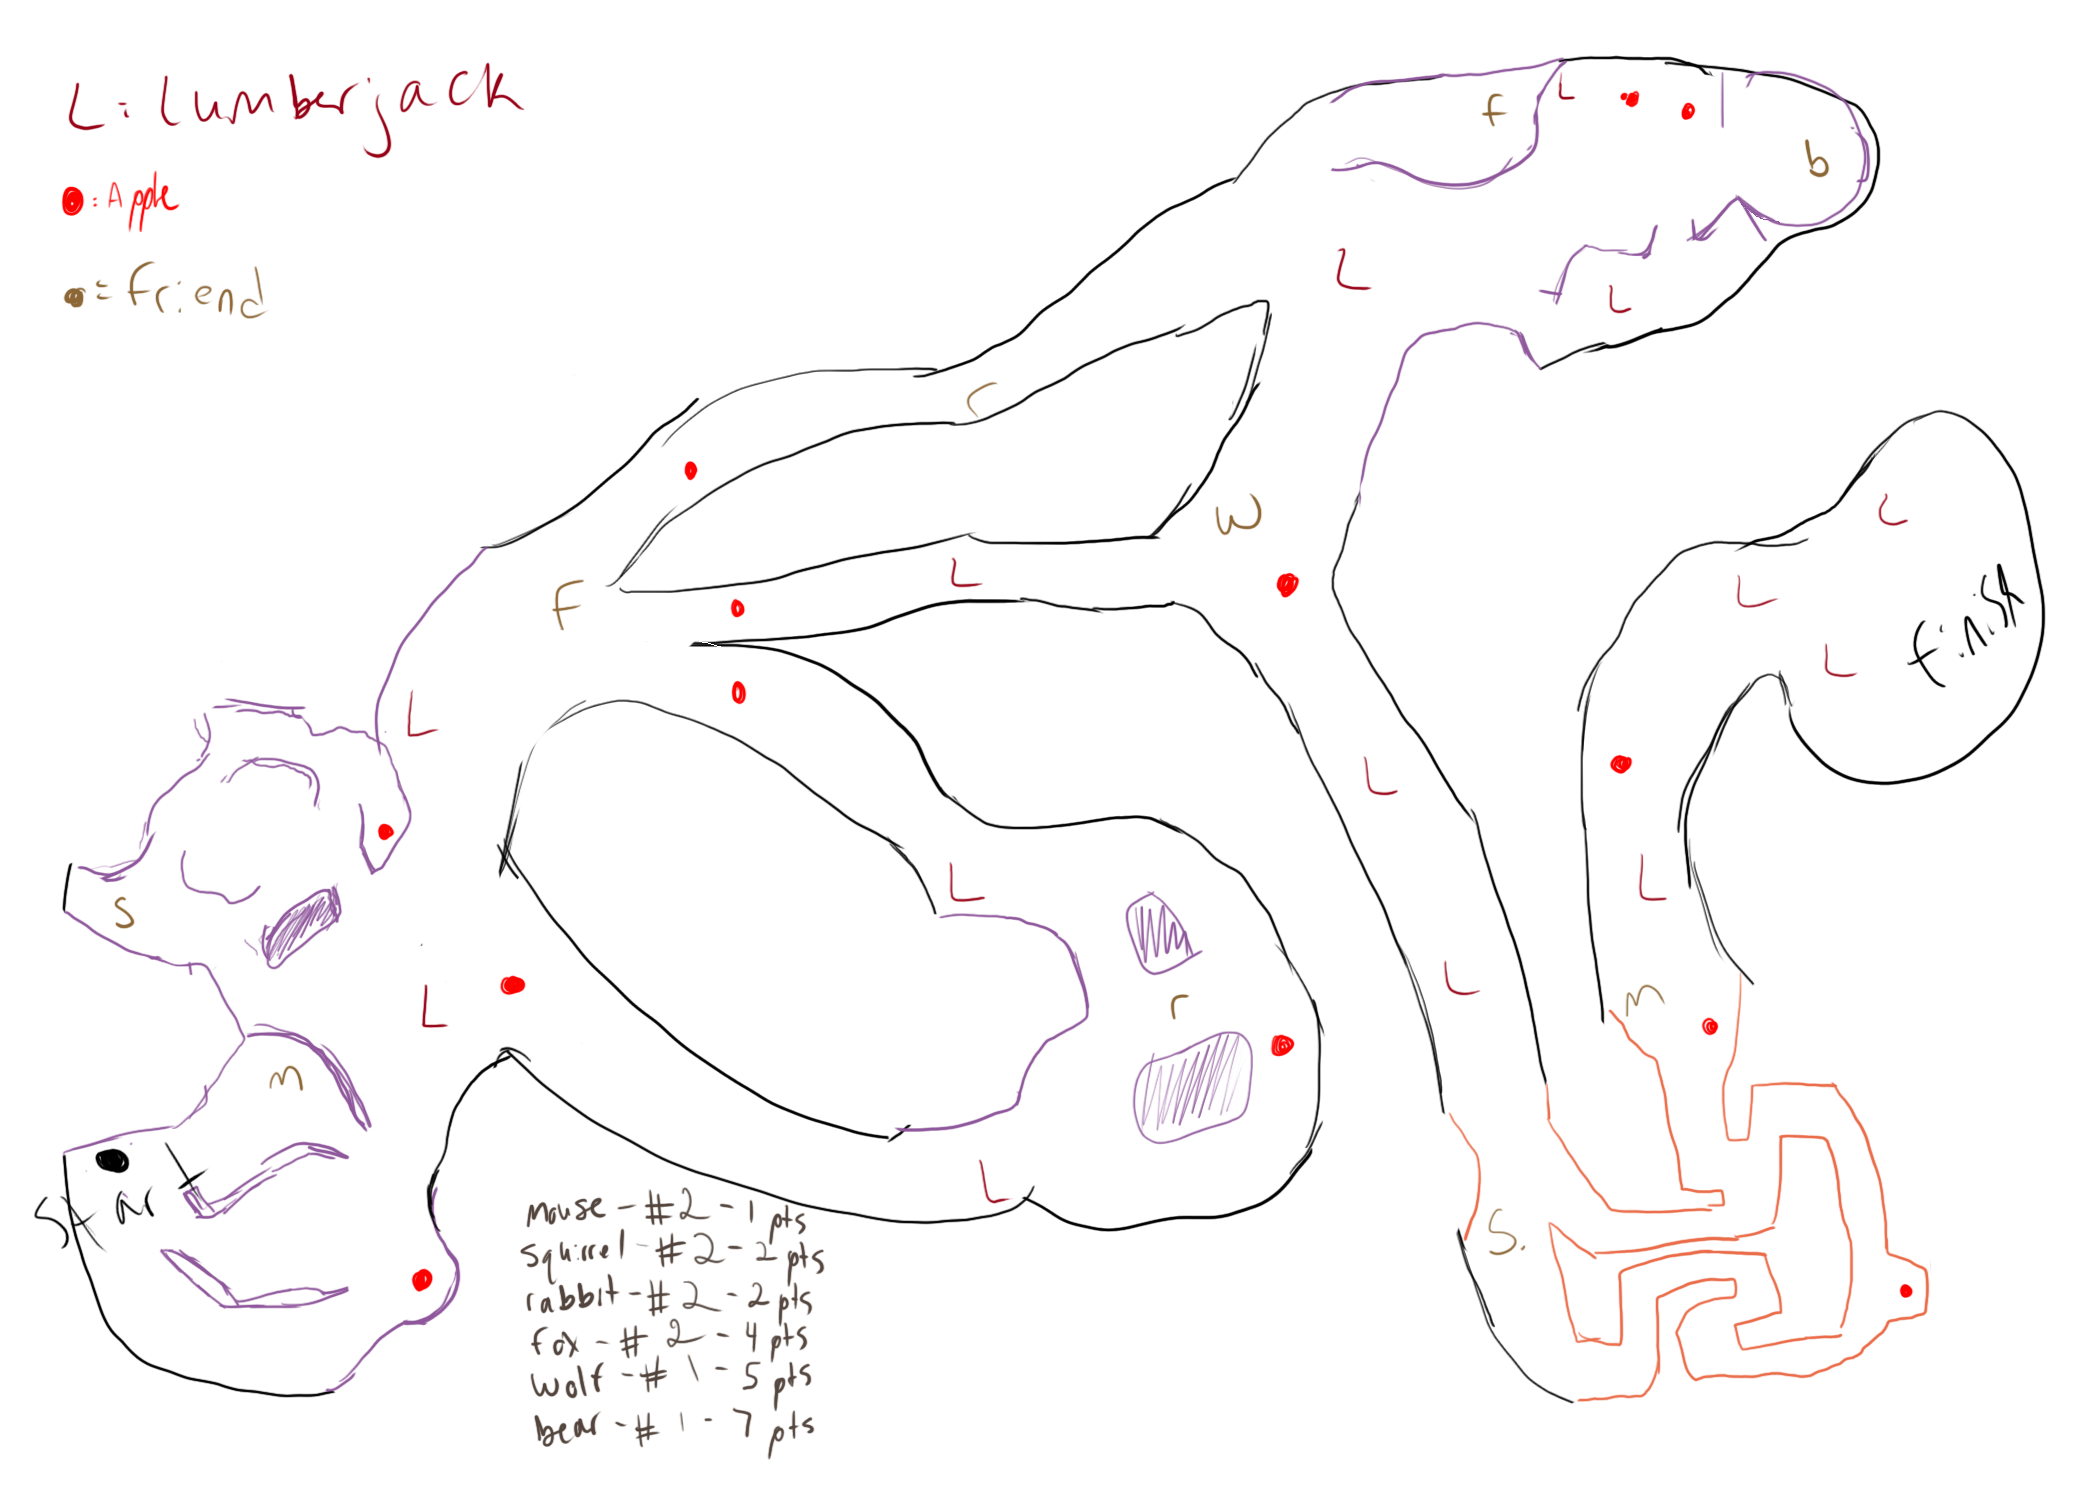 L: Lumberjack
: Apple
= friend
f
L
b
L
L
r
w
L
L
L
finish
L
F
L
L
L
s
L
r
L
L
m
L
m
start
L
S.
mouse - #2 - 1 pts
squirrel - #2 - 2 pts
rabbit - #2 - 2 pts
fox - #2 - 4 pts
wolf - #1 - 5 pts
bear - #1 - 7 pts